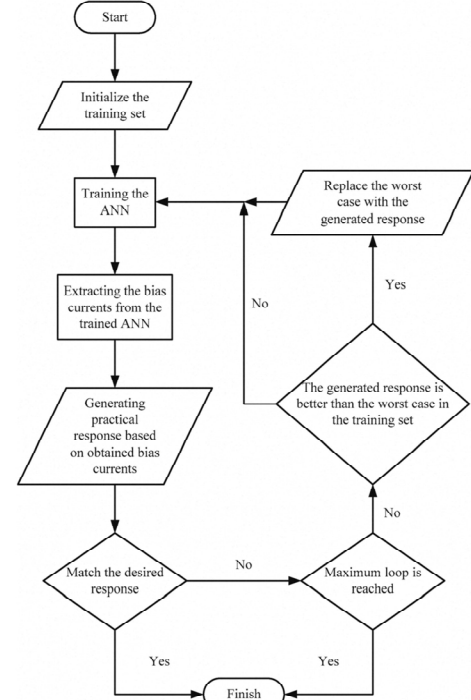 Start
Initialize the
training set
Training the
ANN
Replace the worst
case with the
generated response
Extracting the bias
currents from the
trained ANN
No
Yes
Generating
practical
response based
on obtained bias
currents
The generated response is
better than the worst case in
the training set
No
Match the desired
response
No
Maximum loop is
reached
Yes
Yes
Finish